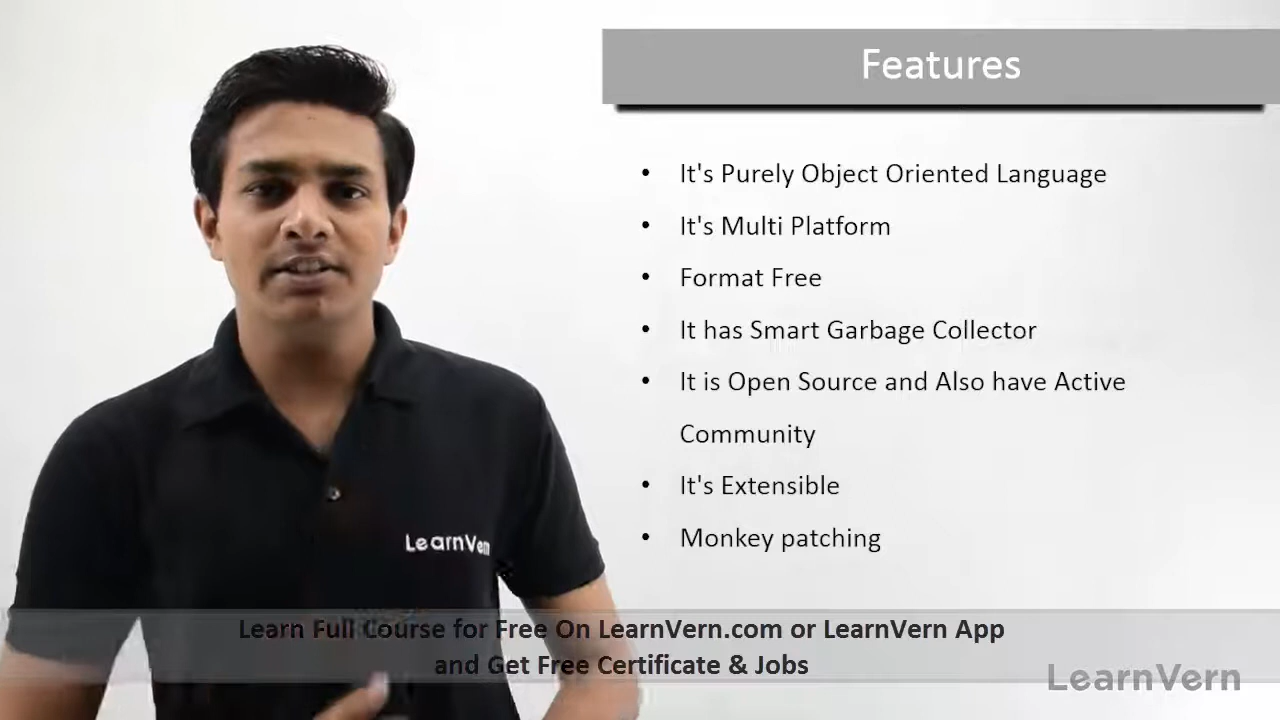 Features
• It's Purely Object Oriented Language
• It's Multi Platform
• Format Free
• It has Smart Garbage Collector
• It is Open Source and Also have Active
Community
• It's Extensible
• Monkey patching
LearnVern
Learn Full Course for Free On LearnVern.com or LearnVern App
and Get Free Certificate & Jobs
LearnVern